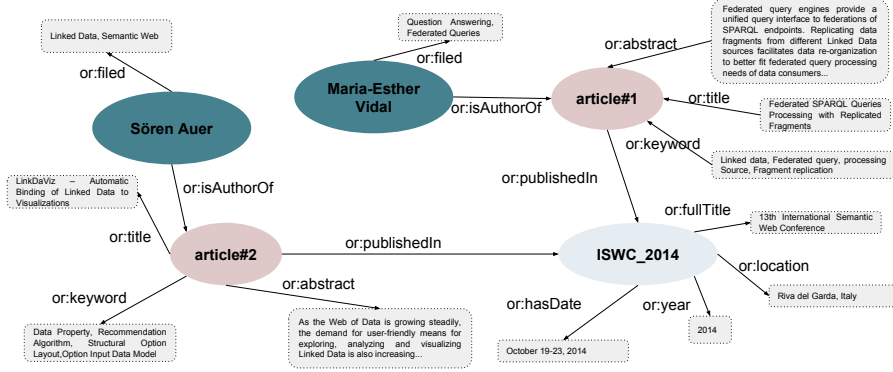 Federated query engines provide a
unified query interface to federations of
SPARQL endpoints. Replicating data
fragments from different Linked Data
sources facilitates data re-organization
to better fit federated query processing
needs of data consumers...
Question Answering,
Federated Queries
Linked Data, Semantic Web
or:abstract
or:filed
or:filed
Maria-Esther
Vidal
article#1
or:title
or:isAuthorOf
Federated SPARQL Queries
Processing with Replicated
Fragments
Sören Auer
or:keyword
Linked data, Federated query, processing
Source, Fragment replication
or:publishedIn
LinkDaViz – Automatic
Binding of Linked Data to
Visualizations
or:isAuthorOf
or:fullTitle
13th International Semantic
Web Conference
or:title
or:publishedIn
article#2
ISWC_2014
or:location
or:abstract
or:keyword
or:hasDate
or:year
Riva del Garda, Italy
As the Web of Data is growing steadily,
the demand for user-friendly means for
exploring, analyzing and visualizing
Linked Data is also increasing...
Data Property, Recommendation
Algorithm, Structural Option
Layout,Option Input Data Model
2014
October 19-23, 2014